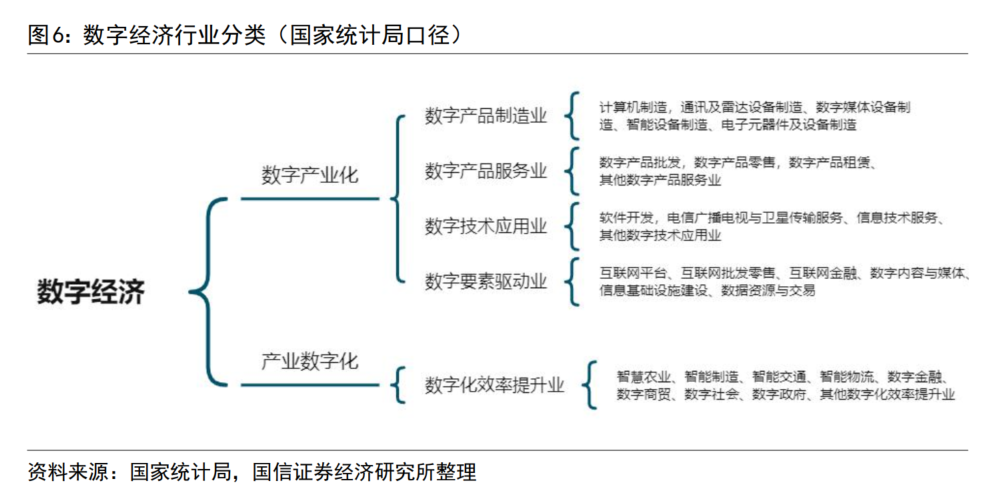 图6：数字经济行业分类（国家统计局口径）
数字经济
数字产业化
数字产品制造业
计算机制造，通讯及雷达设备制造、数字媒体设备制
造、智能设备制造、电子元器件及设备制造
数字产品服务业
数字产品批发，数字产品零售，数字产品租赁、
其他数字产品服务业
数字技术应用业
软件开发，电信广播电视与卫星传输服务、信息技术服务、
其他数字技术应用业
数字要素驱动业
互联网平台、互联网批发零售、互联网金融、数字内容与媒体、
信息基础设施建设、数据资源与交易
产业数字化
数字化效率提升业
智慧农业、智能制造、智能交通、智能物流、数字金融、
数字商贸、数字社会、数字政府、其他数字化效率提升业
资料来源：国家统计局，国信证券经济研究所整理